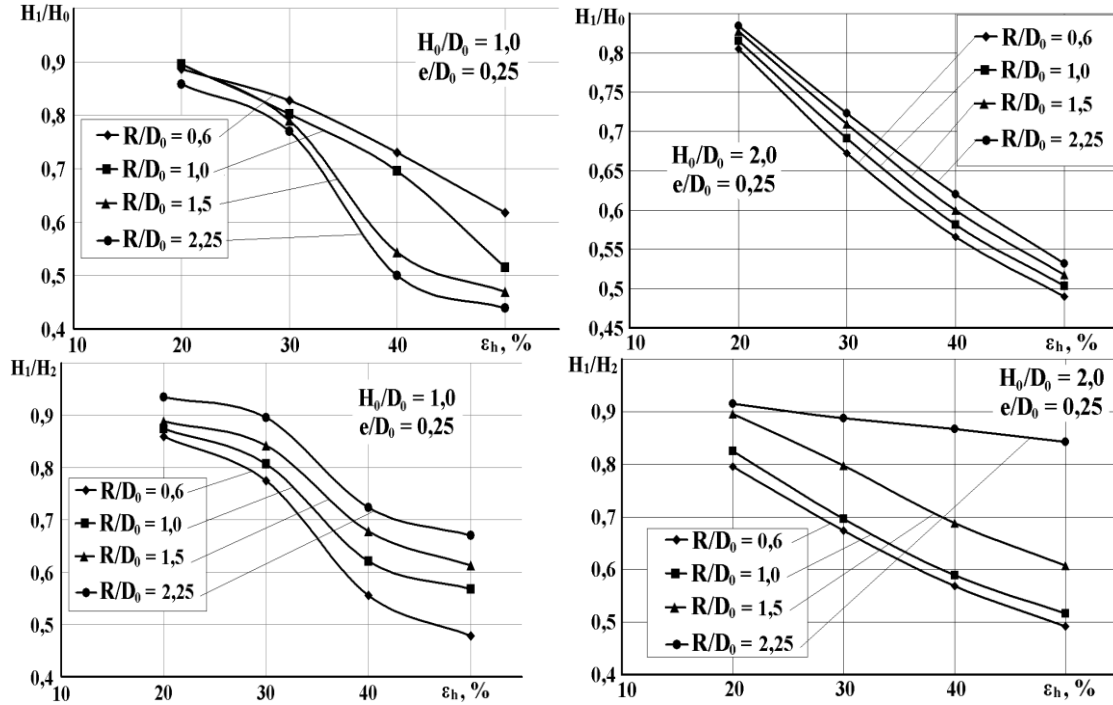 H₁/H₀
0,9
0,8
0,7
0,6
0,5
0,4
10
20
30
40
εₕ, %
H₀/D₀ = 1,0
e/D₀ = 0,25
R/D₀ = 0,6
R/D₀ = 1,0
R/D₀ = 1,5
R/D₀ = 2,25
H₁/H₀
0,8
0,75
0,7
0,65
0,6
0,55
0,5
0,45
10
20
30
40
εₕ, %
H₀/D₀ = 2,0
e/D₀ = 0,25
R/D₀ = 0,6
R/D₀ = 1,0
R/D₀ = 1,5
R/D₀ = 2,25
H₁/H₂
0,9
0,8
0,7
0,6
0,5
0,4
10
20
30
40
εₕ, %
H₀/D₀ = 1,0
e/D₀ = 0,25
R/D₀ = 0,6
R/D₀ = 1,0
R/D₀ = 1,5
R/D₀ = 2,25
H₁/H₂
0,9
0,8
0,7
0,6
0,5
0,4
10
20
30
40
εₕ, %
H₀/D₀ = 2,0
e/D₀ = 0,25
R/D₀ = 0,6
R/D₀ = 1,0
R/D₀ = 1,5
R/D₀ = 2,25